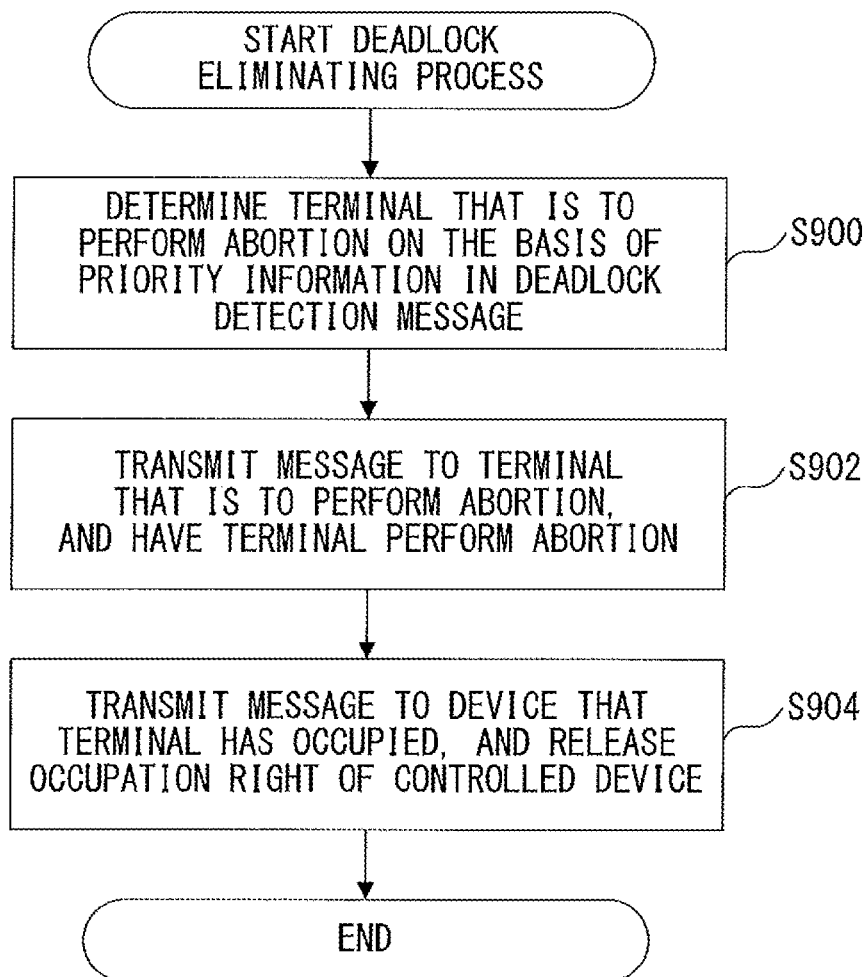 START DEADLOCK
ELIMINATING PROCESS
DETERMINE TERMINAL THAT IS TO
PERFORM ABORTION ON THE BASIS OF
PRIORITY INFORMATION IN DEADLOCK
DETECTION MESSAGE
S900
TRANSMIT MESSAGE TO TERMINAL
THAT IS TO PERFORM ABORTION,
AND HAVE TERMINAL PERFORM ABORTION
S902
TRANSMIT MESSAGE TO DEVICE THAT
TERMINAL HAS OCCUPIED, AND RELEASE
OCCUPATION RIGHT OF CONTROLLED DEVICE
S904
END